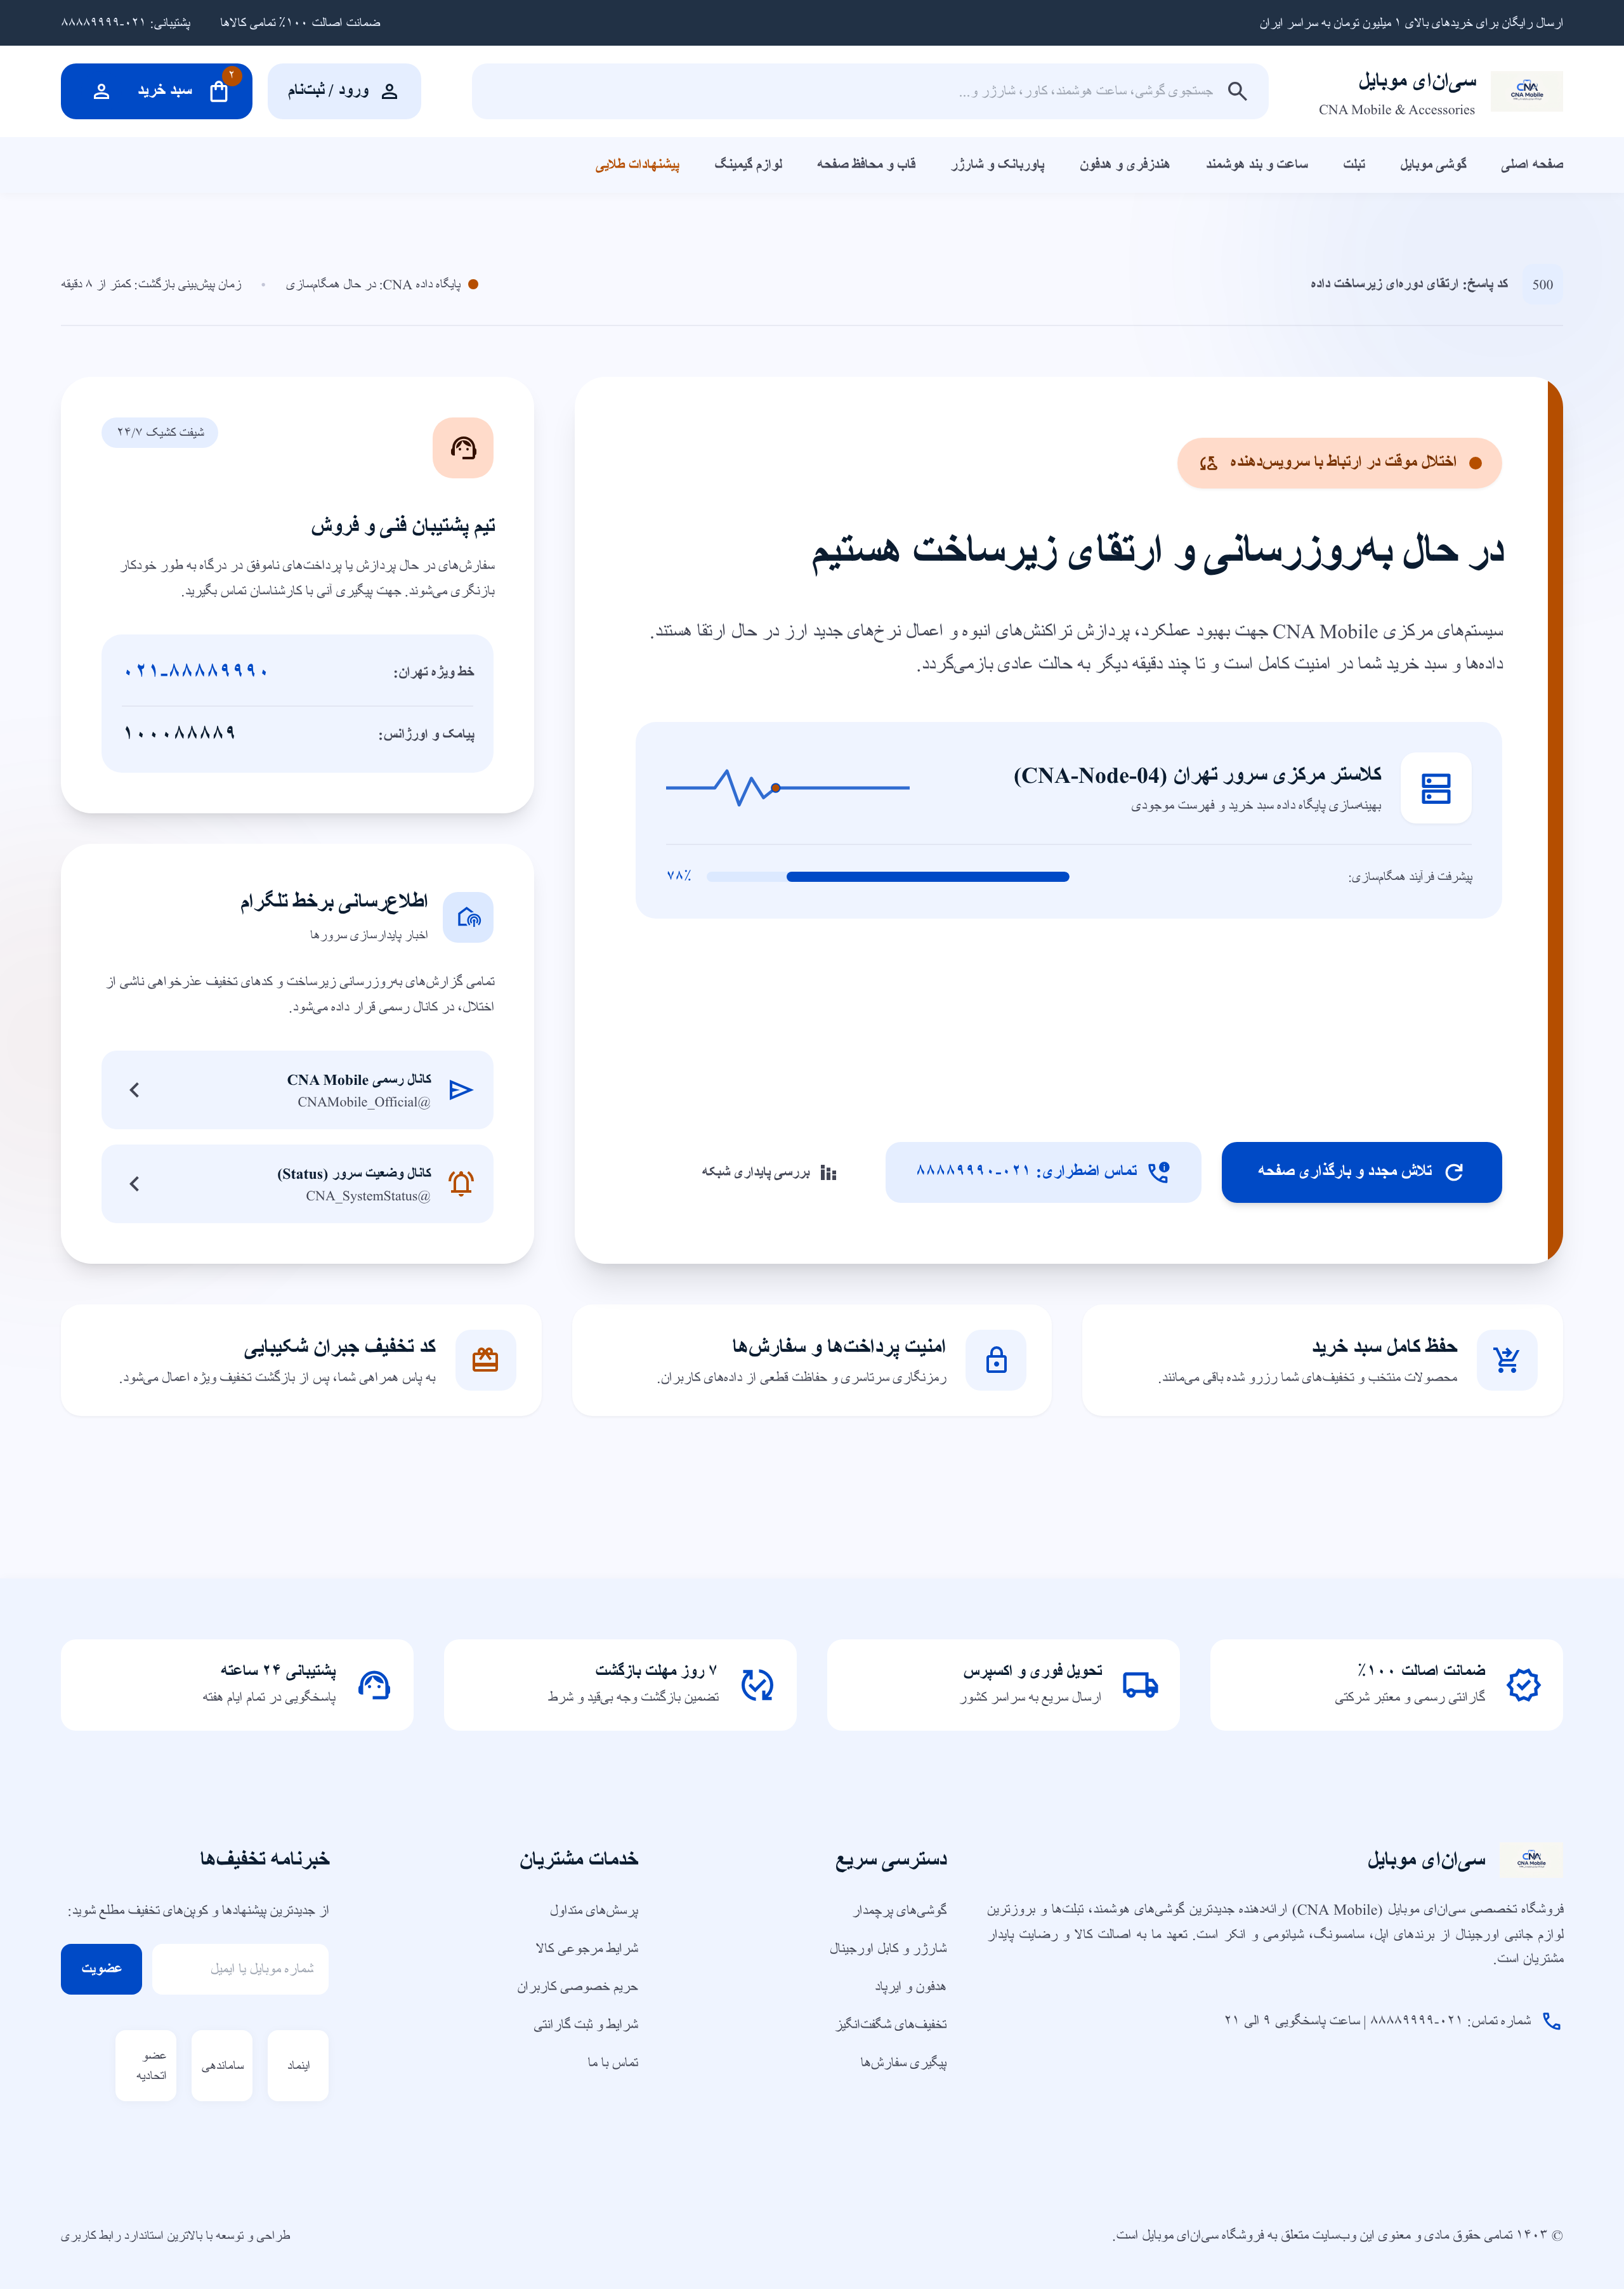 ارسال رایگان برای خریدهای بالای ۱ میلیون تومان به سراسر ایران
ضمانت اصالت ۱۰۰٪ تمامی کالاها
پشتیبانی: ۰۲۱-۸۸۸۸۹۹۹۹
CNA
CNA Mobile
سی‌ان‌ای موبایل
CNA Mobile & Accessories
جستجوی گوشی، ساعت هوشمند، کاور، شارژر و...
ورود / ثبت‌نام
سبد خرید
۲
صفحه اصلی
گوشی موبایل
تبلت
ساعت و بند هوشمند
هندزفری و هدفون
پاوربانک و شارژر
قاب و محافظ صفحه
لوازم گیمینگ
پیشنهادات طلایی
500
کد پاسخ: ارتقای دوره‌ای زیرساخت داده
پایگاه داده CNA: در حال همگام‌سازی
•
زمان پیش‌بینی بازگشت: کمتر از ۸ دقیقه
اختلال موقت در ارتباط با سرویس‌دهنده
در حال به‌روزرسانی و ارتقای زیرساخت هستیم
سیستم‌های مرکزی CNA Mobile جهت بهبود عملکرد، پردازش تراکنش‌های انبوه و اعمال نرخ‌های جدید ارز در حال ارتقا هستند.
داده‌ها و سبد خرید شما در امنیت کامل است و تا چند دقیقه دیگر به حالت عادی بازمی‌گردد.
کلاستر مرکزی سرور تهران (CNA-Node-04)
بهینه‌سازی پایگاه داده سبد خرید و فهرست موجودی
پیشرفت فرآیند همگام‌سازی:
۷۸٪
تلاش مجدد و بارگذاری صفحه
تماس اضطراری: ۰۲۱-۸۸۸۸۹۹۹۰
بررسی پایداری شبکه
شیفت کشیک ۲۴/۷
تیم پشتیبان فنی و فروش
سفارش‌های در حال پردازش یا پرداخت‌های ناموفق در درگاه به طور خودکار
بازنگری می‌شوند. جهت پیگیری آنی با کارشناسان تماس بگیرید.
خط ویژه تهران:
۰۲۱-۸۸۸۸۹۹۹۰
پیامک و اورژانس:
۱۰۰۰۸۸۸۸۹
اطلاع‌رسانی برخط تلگرام
اخبار پایدارسازی سرورها
تمامی گزارش‌های به‌روزرسانی زیرساخت و کدهای تخفیف عذرخواهی ناشی از
اختلال، در کانال رسمی قرار داده می‌شود.
کانال رسمی CNA Mobile
@CNAMobile_Official
کانال وضعیت سرور (Status)
@CNA_SystemStatus
حفظ کامل سبد خرید
محصولات منتخب و تخفیف‌های شما رزرو شده باقی می‌مانند.
امنیت پرداخت‌ها و سفارش‌ها
رمزنگاری سرتاسری و حفاظت قطعی از داده‌های کاربران.
کد تخفیف جبران شکیبایی
به پاس همراهی شما، پس از بازگشت تخفیف ویژه اعمال می‌شود.
ضمانت اصالت ۱۰۰٪
گارانتی رسمی و معتبر شرکتی
تحویل فوری و اکسپرس
ارسال سریع به سراسر کشور
۷ روز مهلت بازگشت
تضمین بازگشت وجه بی‌قید و شرط
پشتیبانی ۲۴ ساعته
پاسخگویی در تمام ایام هفته
CNA
CNA Mobile
سی‌ان‌ای موبایل
فروشگاه تخصصی سی‌ان‌ای موبایل (CNA Mobile) ارائه‌دهنده جدیدترین گوشی‌های هوشمند، تبلت‌ها و بروزترین
لوازم جانبی اورجینال از برندهای اپل، سامسونگ، شیائومی و انکر است. تعهد ما به اصالت کالا و رضایت پایدار
مشتریان است.
شماره تماس: ۰۲۱-۸۸۸۸۹۹۹۹ | ساعت پاسخگویی ۹ الی ۲۱
دسترسی سریع
گوشی‌های پرچمدار
شارژر و کابل اورجینال
هدفون و ایرپاد
تخفیف‌های شگفت‌انگیز
پیگیری سفارش‌ها
خدمات مشتریان
پرسش‌های متداول
شرایط مرجوعی کالا
حریم خصوصی کاربران
شرایط و ثبت گارانتی
تماس با ما
خبرنامه تخفیف‌ها
از جدیدترین پیشنهادها و کوپن‌های تخفیف مطلع شوید:
شماره موبایل یا ایمیل
عضویت
اینماد
ساماندهی
عضو
اتحادیه
© ۱۴۰۳ تمامی حقوق مادی و معنوی این وب‌سایت متعلق به فروشگاه سی‌ان‌ای موبایل است.
طراحی و توسعه با بالاترین استاندارد رابط کاربری